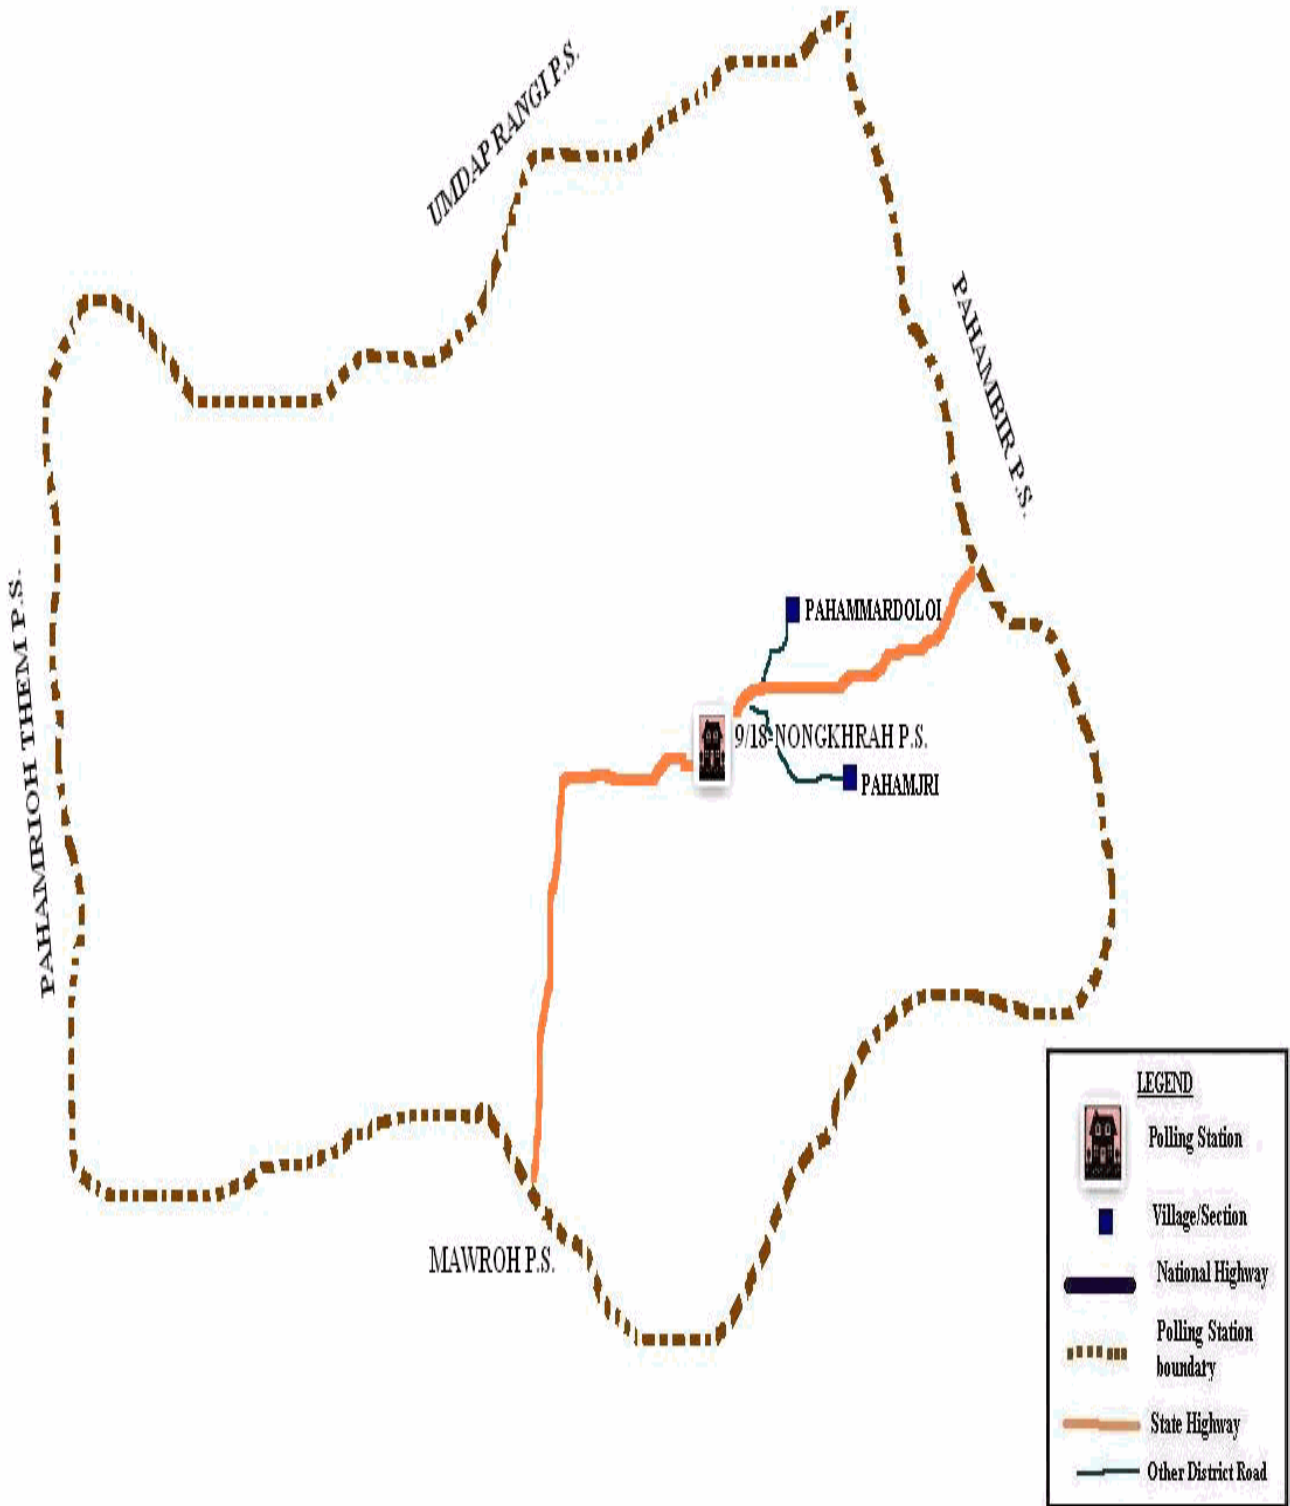 UMDAP RANGI P.S.
PAHAMBIR P.S.
PAHAMRIOH THEM P.S.
PAHAMMARDOLOI
9/18-NONGKHRAH P.S.
PAHAMJRI
MAWROH P.S.
LEGEND
Polling Station
Village/Section
National Highway
Polling Station
boundary
State Highway
Other District Road